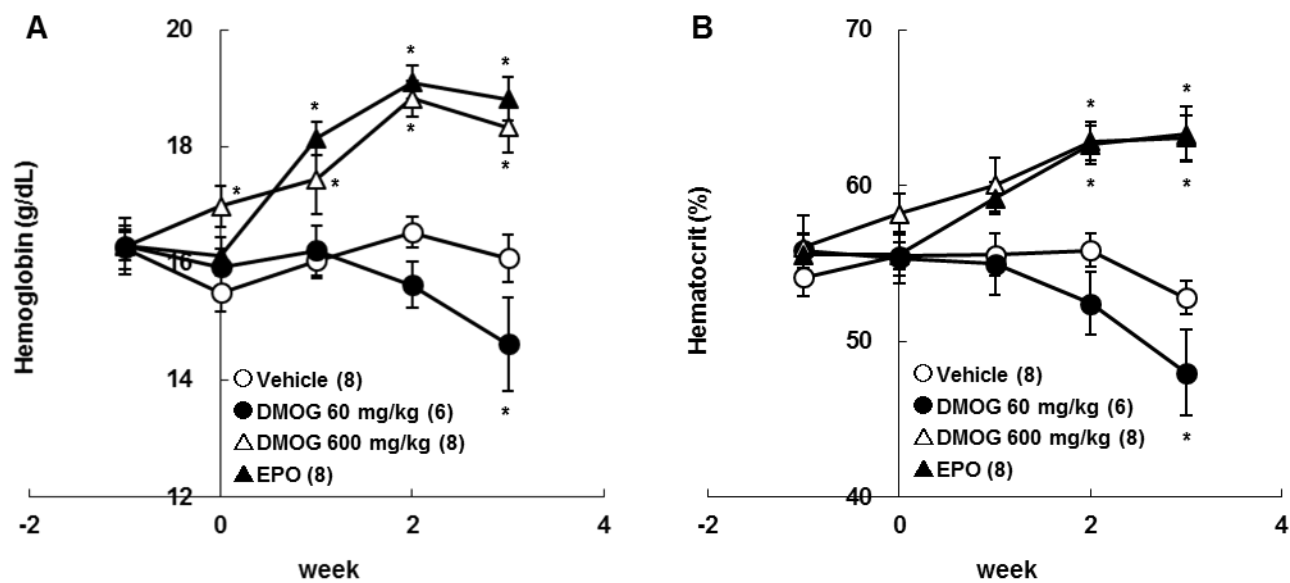 A
20
18
16
14
12
Hemoglobin (g/dL)
* * * * * * * * *
Vehicle (8)
DMOG 60 mg/kg (6)
DMOG 600 mg/kg (8)
EPO (8)
-2 0 2 4
week
B
70
60
50
40
Hematocrit (%)
* * * * *
Vehicle (8)
DMOG 60 mg/kg (6)
DMOG 600 mg/kg (8)
EPO (8)
-2 0 2 4
week